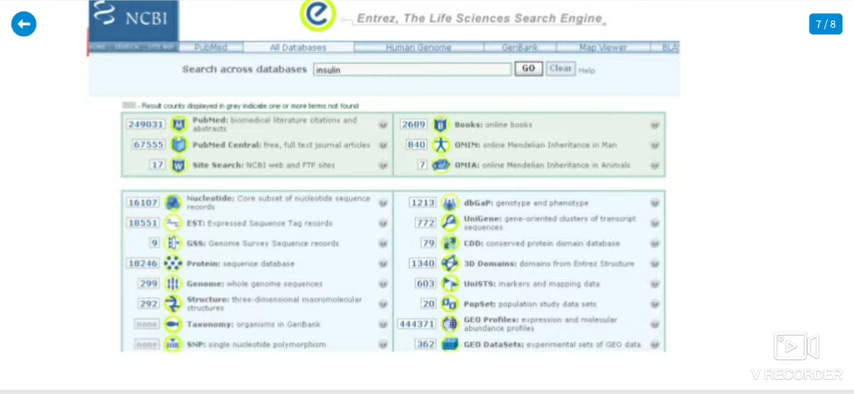 NCBI
Entrez, The Life Sciences Search Engine
7 / 8
HOME SEARCH SITE MAP PubMed All Databases Human Genome GenBank Map Viewer BLAS
Search across databases insulin GO Clear Help
- Result counts displayed in gray indicate one or more terms not found
249031 PubMed: biomedical literature citations and abstracts
67555 PubMed Central: free, full text journal articles
17 Site Search: NCBI web and FTP sites
2609 Books: online books
840 OMIM: online Mendelian Inheritance in Man
7 OMIA: online Mendelian Inheritance in Animals
16107 Nucleotide: Core subset of nucleotide sequence records
18551 EST: Expressed Sequence Tag records
9 GSS: Genome Survey Sequence records
18246 Protein: sequence database
299 Genome: whole genome sequences
292 Structure: three-dimensional macromolecular structures
none Taxonomy: organisms in GenBank
none SNP: single nucleotide polymorphism
1213 dbGaP: genotype and phenotype
772 UniGene: gene-oriented clusters of transcript sequences
79 CDD: conserved protein domain database
1340 3D Domains: domains from Entrez Structure
603 UniSTS: markers and mapping data
20 PopSet: population study data sets
444371 GEO Profiles: expression and molecular abundance profiles
362 GEO DataSets: experimental sets of GEO data
V RECORDER